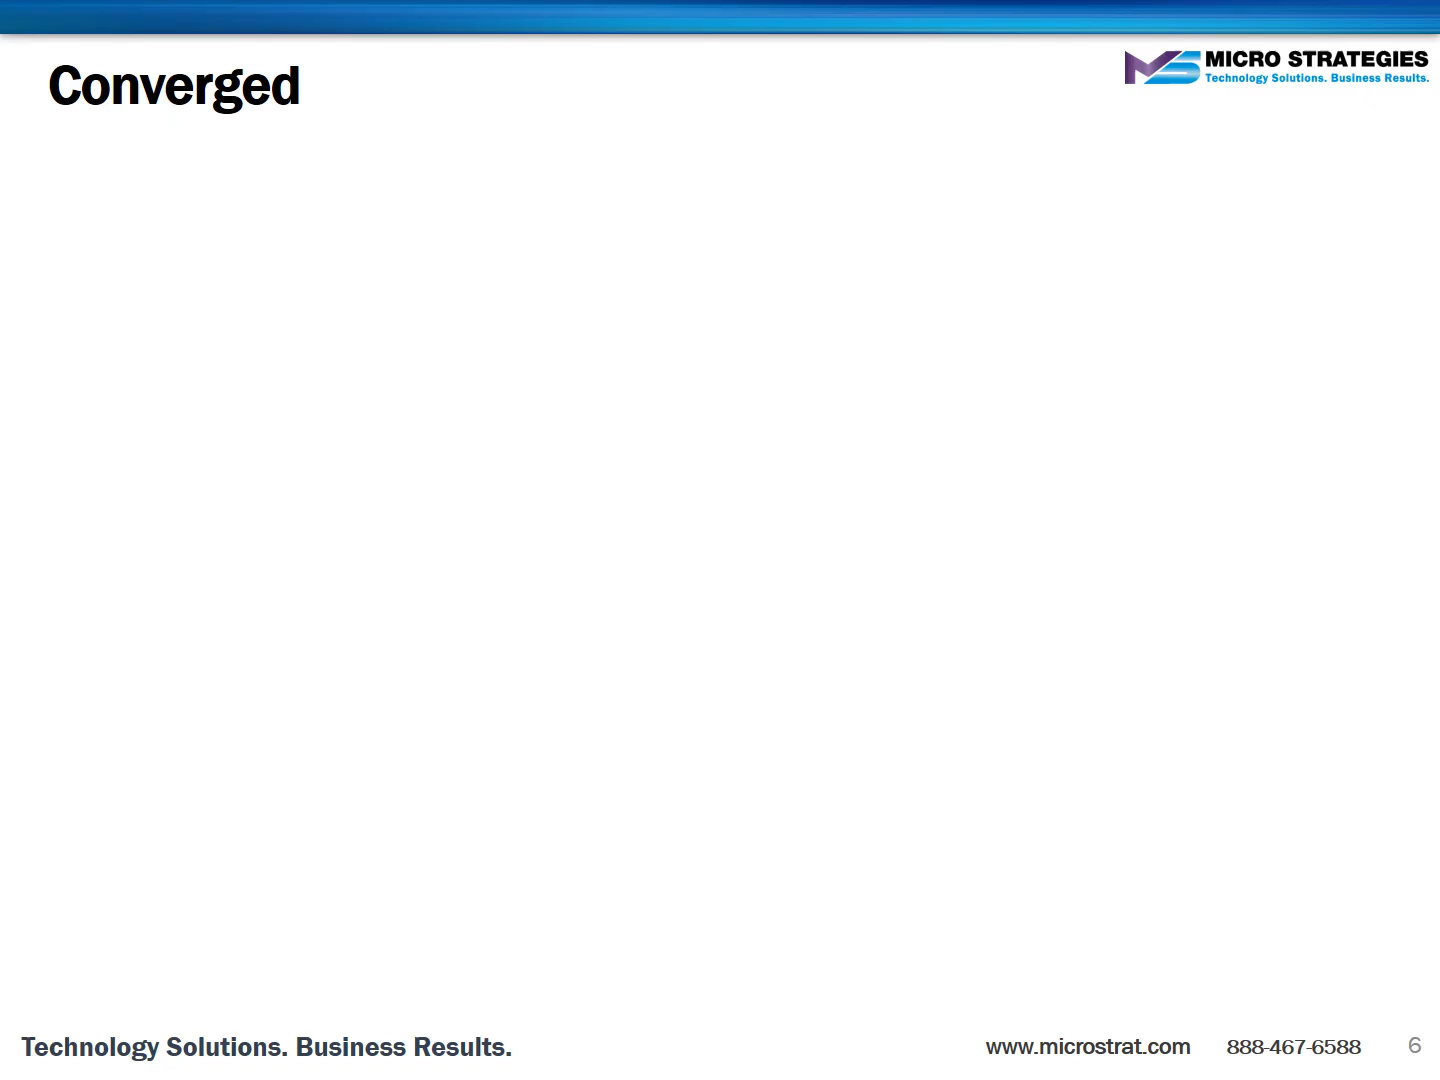 Converged
MICRO STRATEGIES
Technology Solutions. Business Results.
Technology Solutions. Business Results.
www.microstrat.com 888-467-6588 6